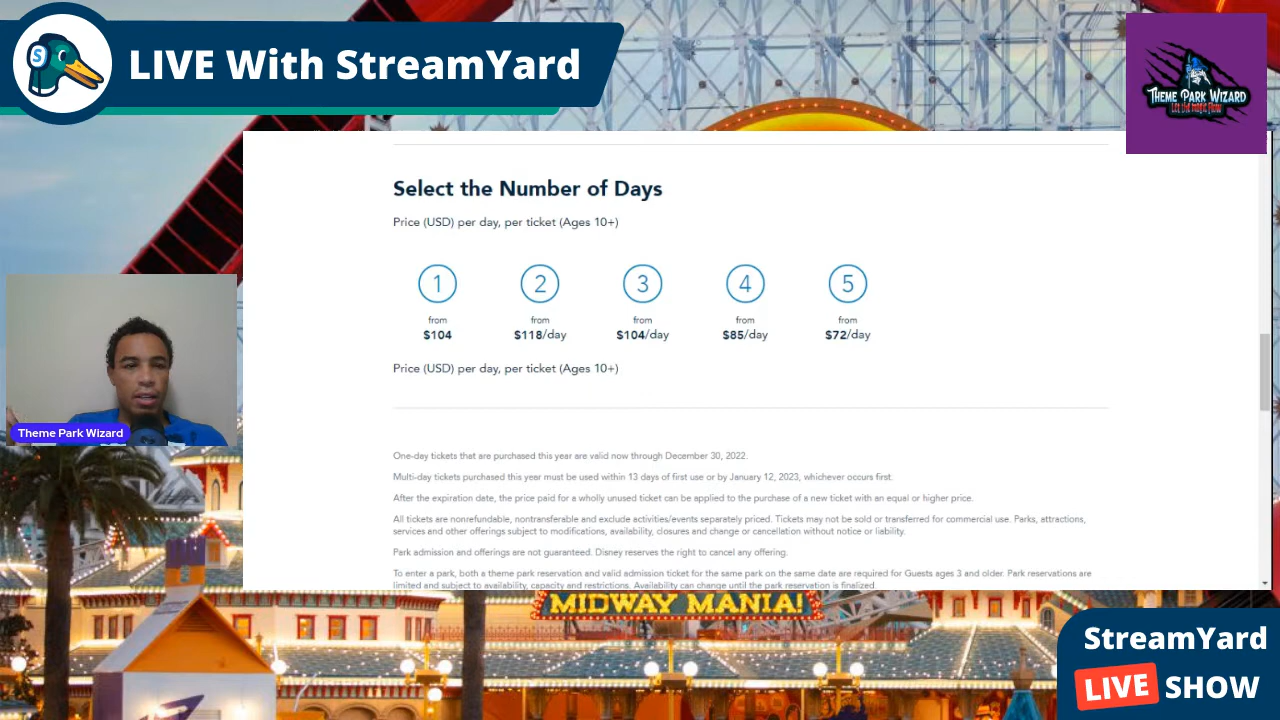 LIVE With StreamYard
S
THEME PARK WIZARD
Let the Magic Flow
Select the Number of Days
Price (USD) per day, per ticket (Ages 10+)
1 2 3 4 5
from from from from from
$104 $118/day $104/day $85/day $72/day
Price (USD) per day, per ticket (Ages 10+)
Theme Park Wizard
One-day tickets that are purchased this year are valid now through December 30, 2022.
Multi-day tickets purchased this year must be used within 13 days of first use or by January 12, 2023, whichever occurs first.
After the expiration date, the price paid for a wholly unused ticket can be applied to the purchase of a new ticket with an equal or higher price.
All tickets are nonrefundable, nontransferable and exclude activities/events separately priced. Tickets may not be sold or transferred for commercial use. Parks, attractions,
services and other offerings subject to modifications, availability, closures and change or cancellation without notice or liability.
Park admission and offerings are not guaranteed. Disney reserves the right to cancel any offering.
To enter a park, both a theme park reservation and valid admission ticket for the same park on the same date are required for Guests ages 3 and older. Park reservations are
limited and subject to availability, capacity and restrictions. Availability can change until the park reservation is finalized.
MIDWAY MANIA!
StreamYard
LIVE SHOW